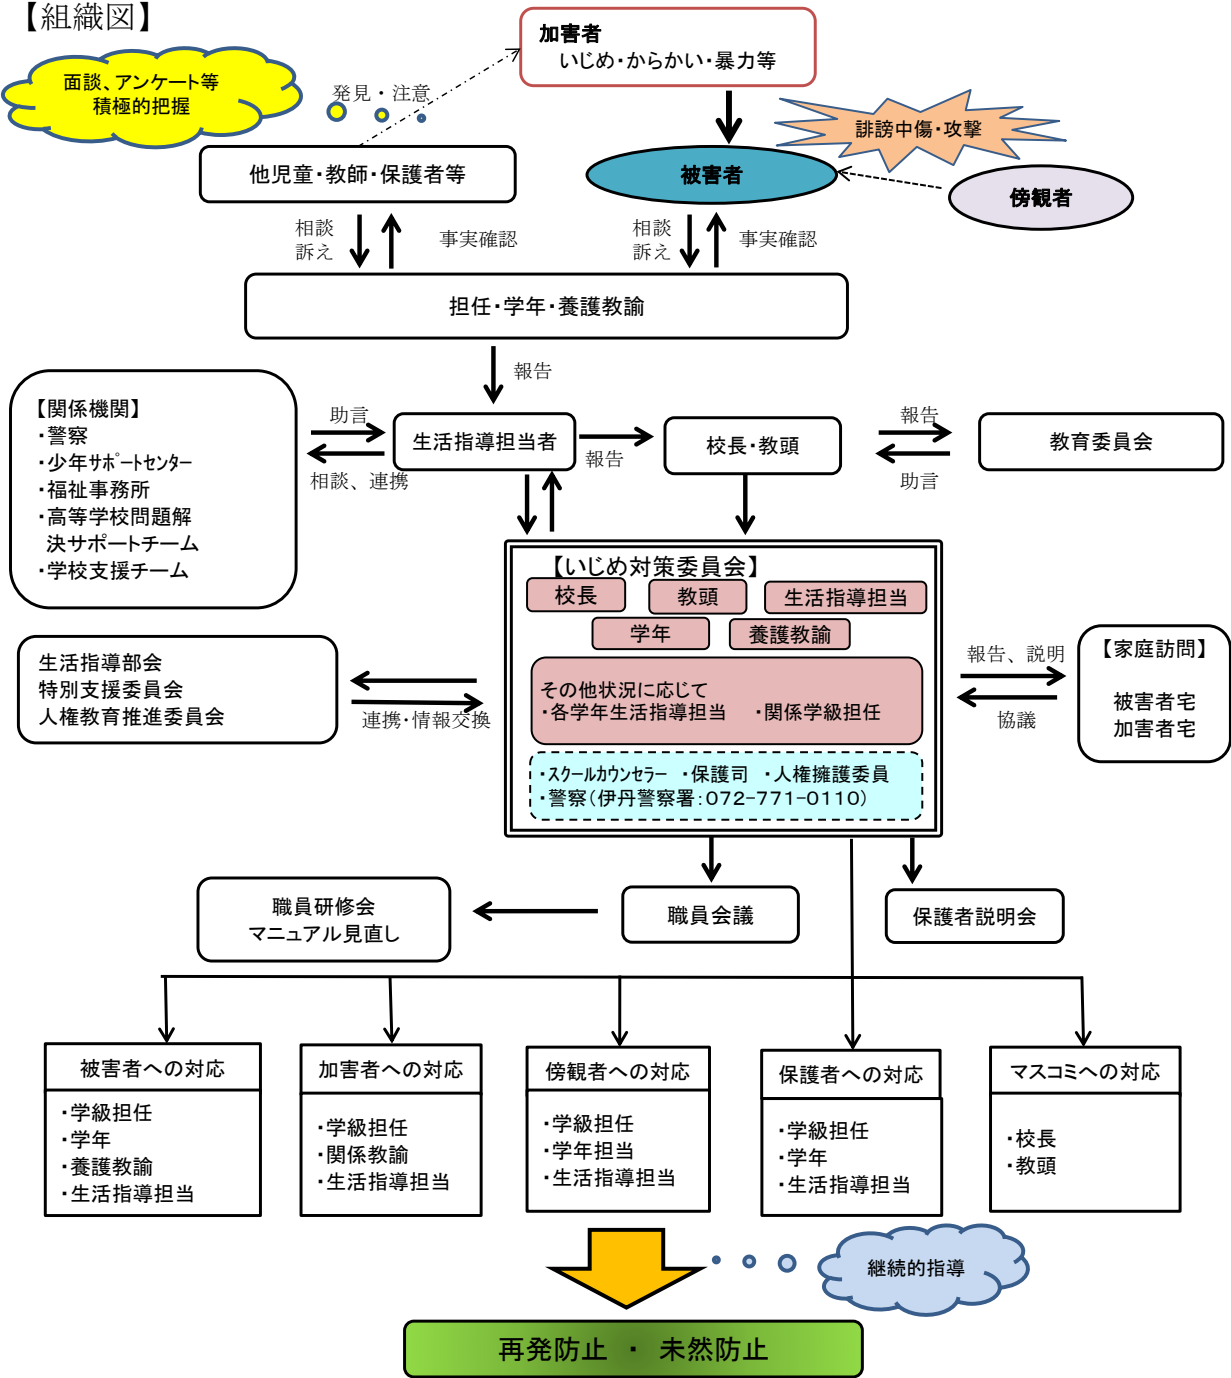 【組織図】
加害者
いじめ・からかい・暴力等
面談、アンケート等
積極的把握
発見・注意
誹謗中傷・攻撃
他児童・教師・保護者等
被害者
傍観者
相談
訴え
事実確認
相談
訴え
事実確認
担任・学年・養護教諭
報告
【関係機関】
・警察
・少年サポートセンター
・福祉事務所
・高等学校問題解
決サポートチーム
・学校支援チーム
助言
相談、連携
生活指導担当者
報告
校長・教頭
報告
助言
教育委員会
【いじめ対策委員会】
校長
教頭
生活指導担当
学年
養護教諭
その他状況に応じて
・各学年生活指導担当　・関係学級担任
・スクールカウンセラー　・保護司　・人権擁護委員
・警察（伊丹警察署：072-771-0110）
生活指導部会
特別支援委員会
人権教育推進委員会
連携・情報交換
報告、説明
協議
【家庭訪問】
被害者宅
加害者宅
職員研修会
マニュアル見直し
職員会議
保護者説明会
被害者への対応
・学級担任
・学年
・養護教諭
・生活指導担当
加害者への対応
・学級担任
・関係教諭
・生活指導担当
傍観者への対応
・学級担任
・学年担当
・生活指導担当
保護者への対応
・学級担任
・学年
・生活指導担当
マスコミへの対応
・校長
・教頭
継続的指導
再発防止　・　未然防止